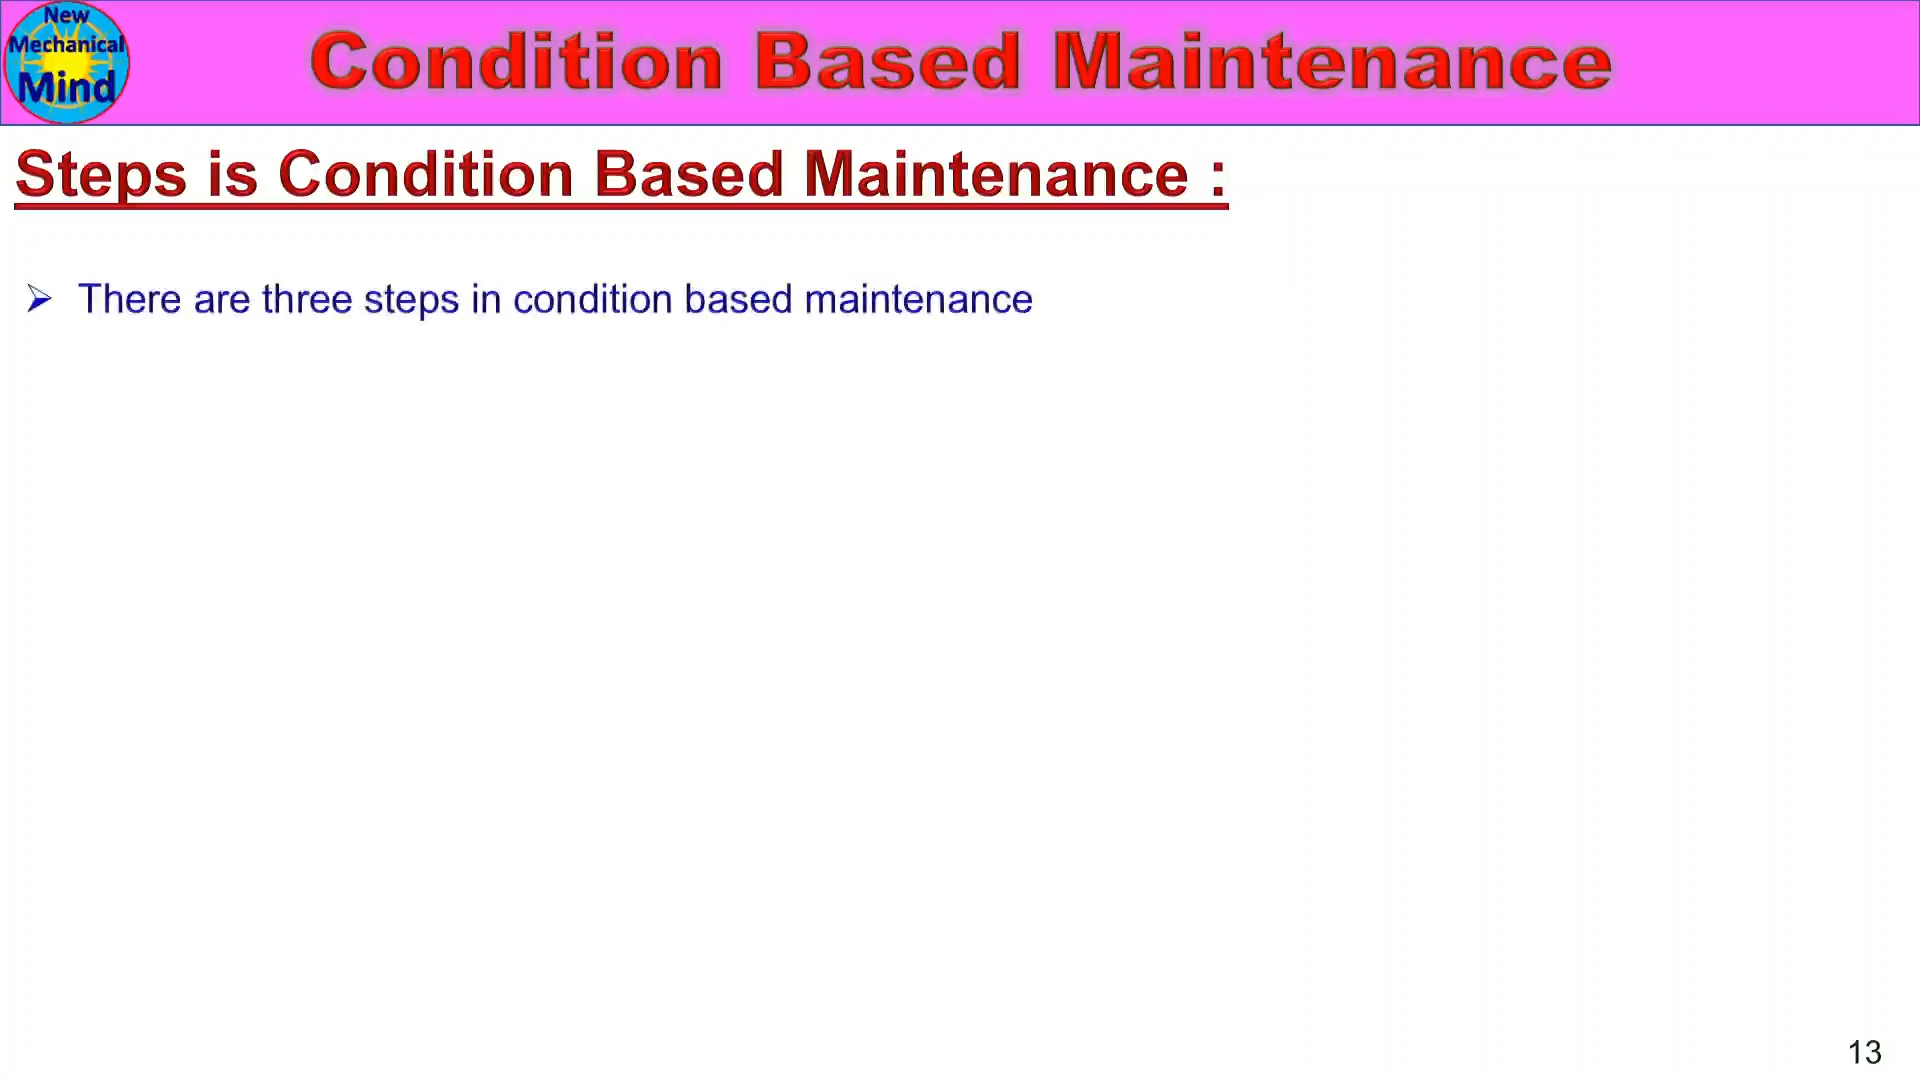 New
Mechanical
Mind
Condition Based Maintenance
Steps is Condition Based Maintenance :
➢ There are three steps in condition based maintenance
13